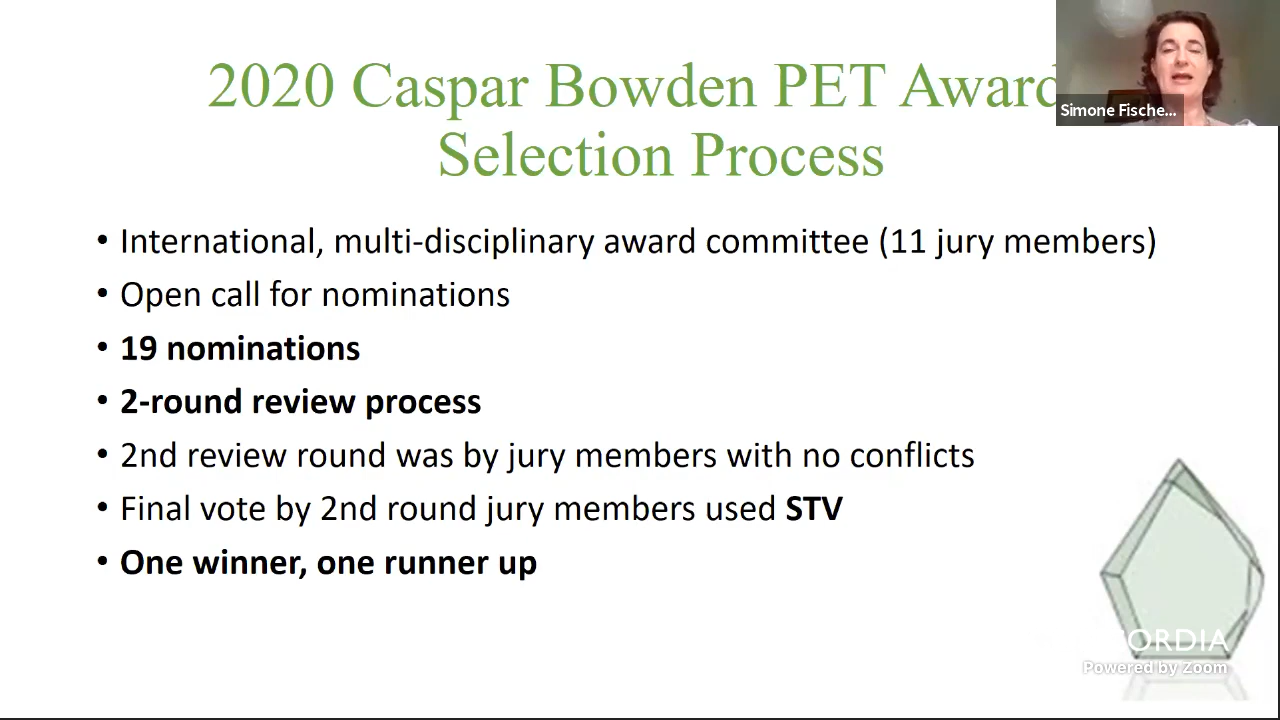 2020 Caspar Bowden PET Award
Selection Process
Simone Fische...
• International, multi-disciplinary award committee (11 jury members)
• Open call for nominations
• 19 nominations
• 2-round review process
• 2nd review round was by jury members with no conflicts
• Final vote by 2nd round jury members used STV
• One winner, one runner up
ORDIA
Powered by Zoom